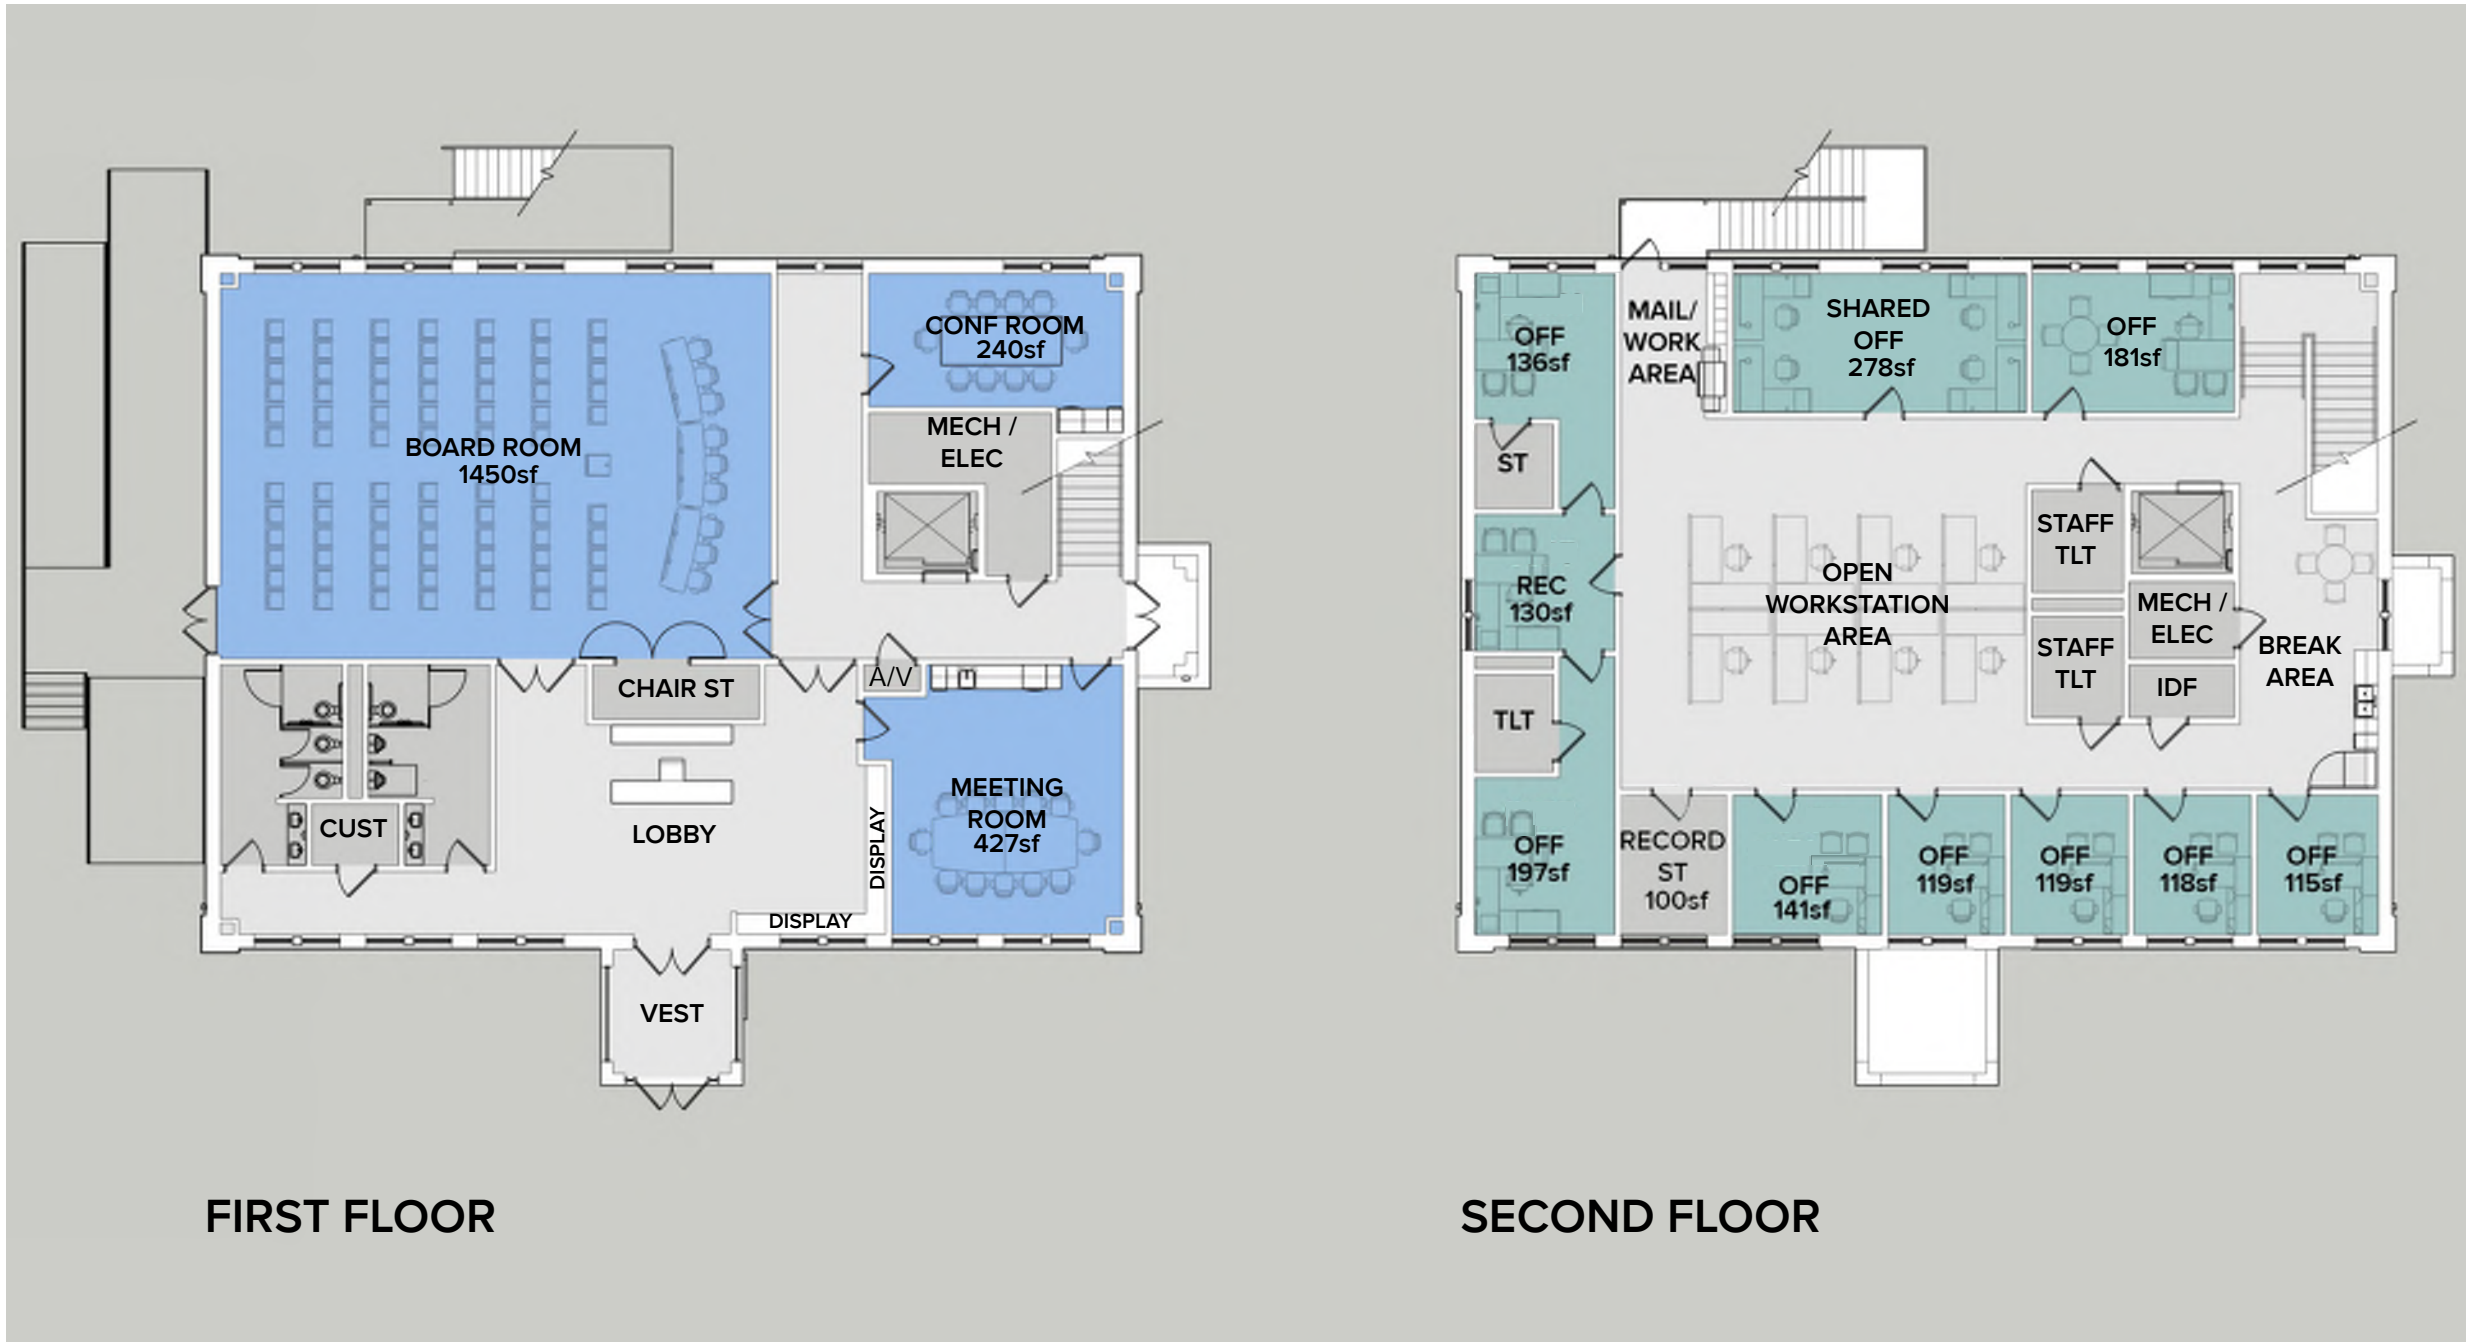 CONF ROOM
240sf
BOARD ROOM
1450sf
MECH /
ELEC
CHAIR ST
A/V
CUST
LOBBY
DISPLAY
MEETING
ROOM
427sf
DISPLAY
VEST
FIRST FLOOR
OFF
136sf
MAIL/
WORK
AREA
SHARED
OFF
278sf
OFF
181sf
ST
REC
130sf
OPEN
WORKSTATION
AREA
STAFF
TLT
STAFF
TLT
MECH /
ELEC
IDF
BREAK
AREA
TLT
OFF
197sf
RECORD
ST
100sf
OFF
141sf
OFF
119sf
OFF
119sf
OFF
118sf
OFF
115sf
SECOND FLOOR